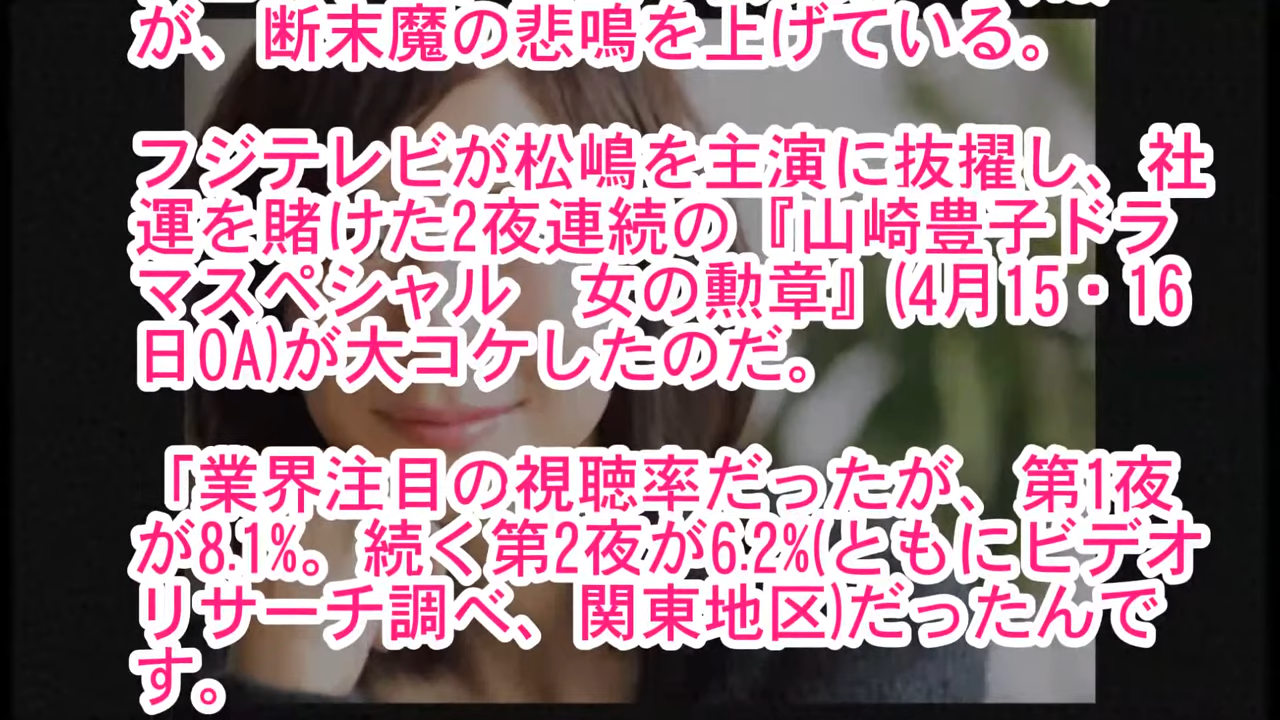 が、断末魔の悲鳴を上げている。
フジテレビが松嶋を主演に抜擢し、社
運を賭けた2夜連続の『山崎豊子ドラ
マスペシャル　女の勲章』(4月15・16
日OA)が大コケしたのだ。
「業界注目の視聴率だったが、第1夜
が8.1%。続く第2夜が6.2%(ともにビデオ
リサーチ調べ、関東地区)だったんで
す。